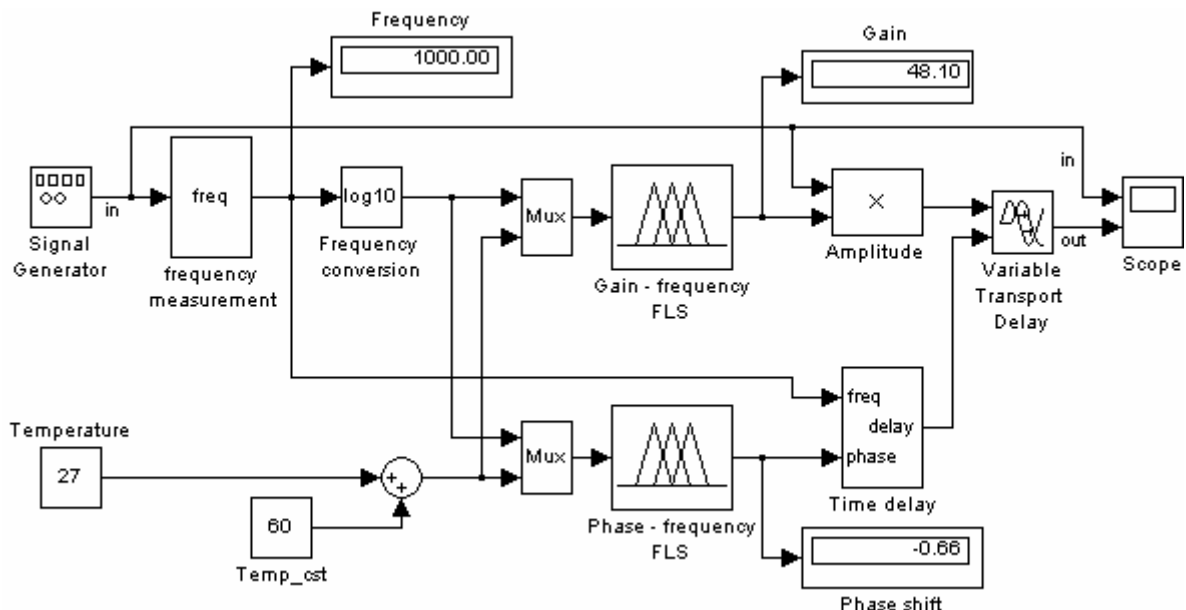 Frequency
1000.00
Gain
48.10
in
freq
log10
Mux
×
in
out
Signal
Generator
frequency
measurement
Frequency
conversion
Gain - frequency
FLS
Amplitude
Variable
Transport
Delay
Scope
Temperature
27
60
Temp_cst
+
+
Mux
Phase - frequency
FLS
freq
delay
phase
Time delay
-0.66
Phase shift